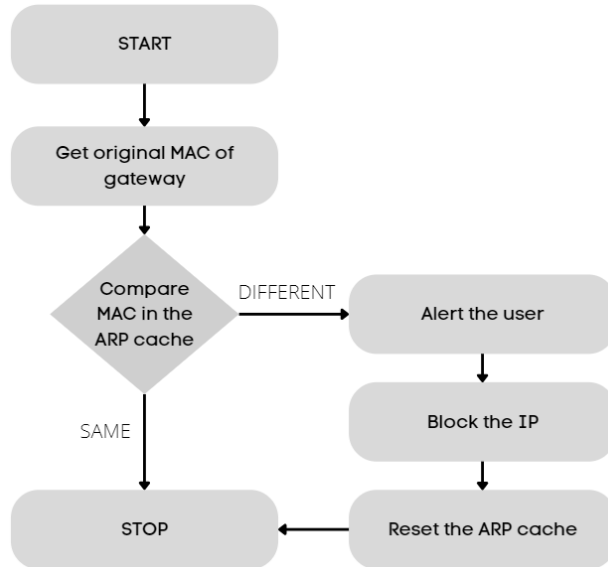 START
Get original MAC of
gateway
Compare
MAC in the
ARP cache
DIFFERENT
Alert the user
Block the IP
SAME
STOP
Reset the ARP cache